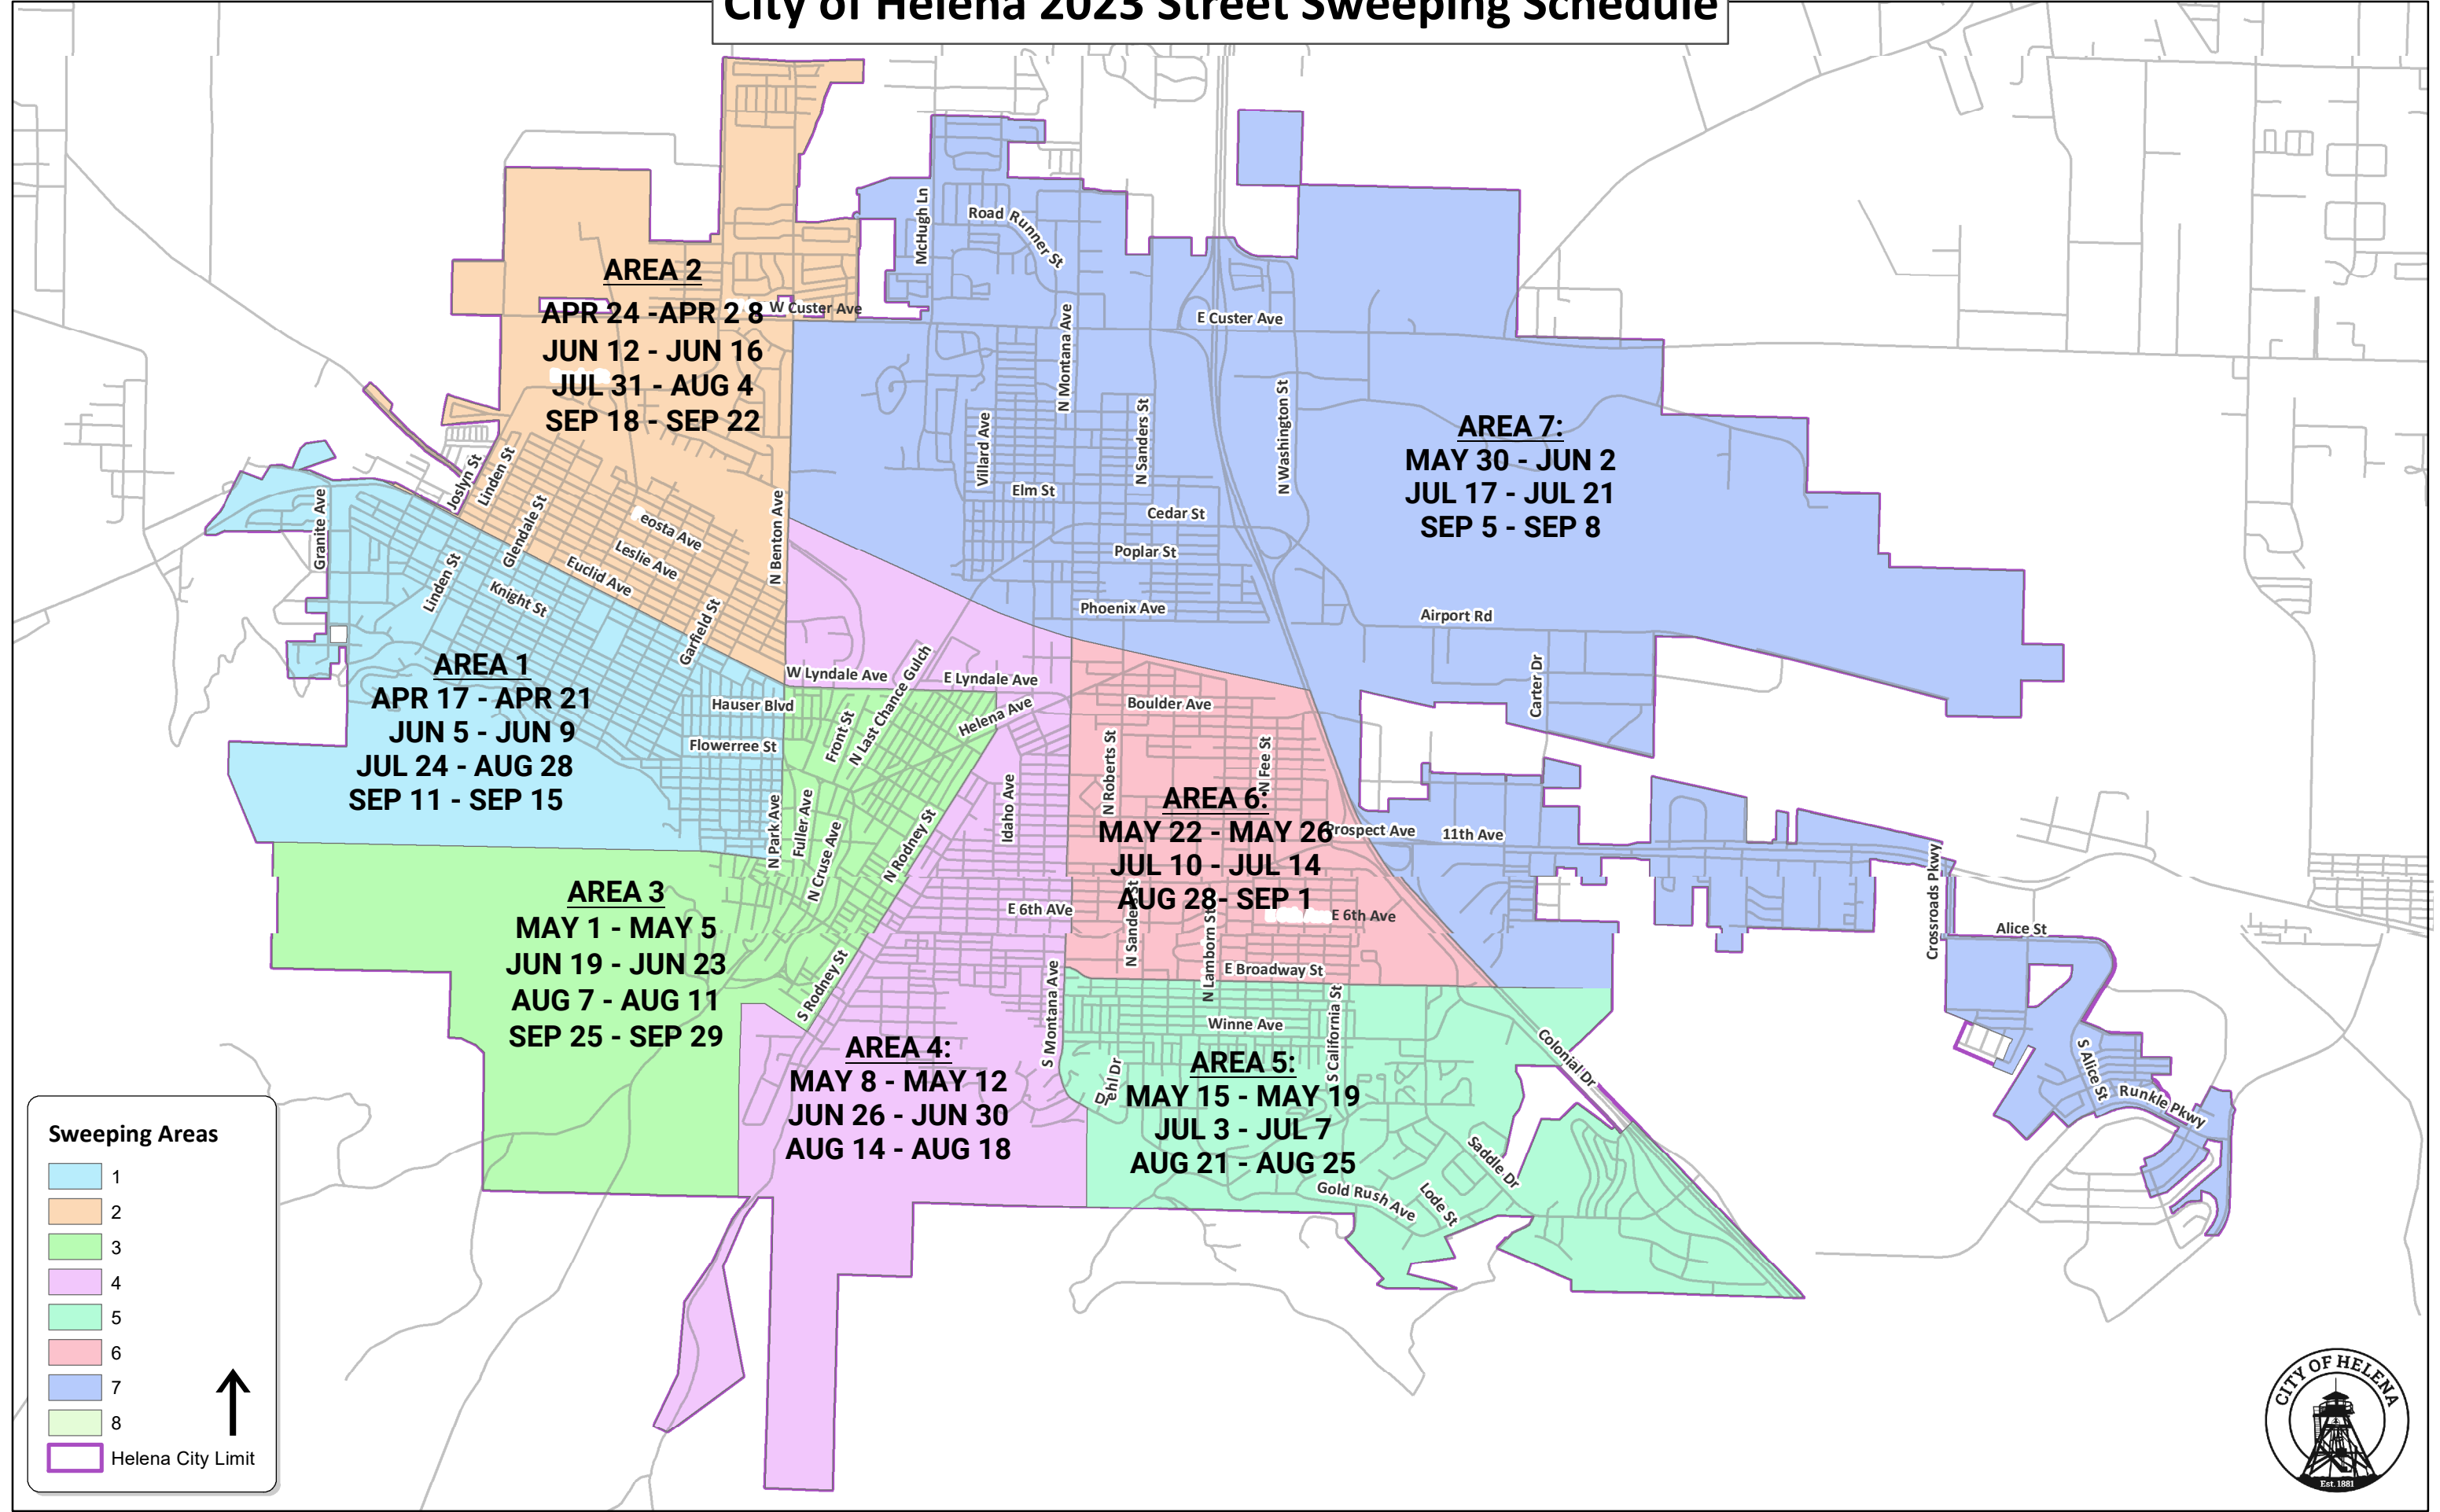 City of Helena 2023 Street Sweeping Schedule
McHugh Ln
Road Runner St
AREA 2
APR 24 -APR 2 8
JUN 12 - JUN 16
JUL 31 - AUG 4
SEP 18 - SEP 22
W Custer Ave
E Custer Ave
N Montana Ave
Villard Ave
N Sanders St
N Washington St
AREA 7:
MAY 30 - JUN 2
JUL 17 - JUL 21
SEP 5 - SEP 8
Joslyn St
Linden St
Granite Ave
Glendale St
N Benton Ave
Elm St
Cedar St
eosta Ave
Leslie Ave
Euclid Ave
Poplar St
Linden St
Knight St
Garfield St
Phoenix Ave
Airport Rd
AREA 1
APR 17 - APR 21
JUN 5 - JUN 9
JUL 24 - AUG 28
SEP 11 - SEP 15
W Lyndale Ave
E Lyndale Ave
Carter Dr
Hauser Blvd
Flowerree St
Front St
N Last Chance Gulch
Helena Ave
Boulder Ave
N Roberts St
N Fee St
Idaho Ave
N Park Ave
Fuller Ave
N Cruse Ave
N Rodney St
AREA 6:
MAY 22 - MAY 26
JUL 10 - JUL 14
AUG 28- SEP 1
Prospect Ave
11th Ave
Crossroads Pkwy
AREA 3
MAY 1 - MAY 5
JUN 19 - JUN 23
AUG 7 - AUG 11
SEP 25 - SEP 29
E 6th AVe
E 6th Ave
N Sanders St
N Lamborn St
E Broadway St
Alice St
S Rodney St
S Montana Ave
Winne Ave
S California St
Colonial Dr
AREA 4:
MAY 8 - MAY 12
JUN 26 - JUN 30
AUG 14 - AUG 18
AREA 5:
MAY 15 - MAY 19
JUL 3 - JUL 7
AUG 21 - AUG 25
S Alice St
Runkle Pkwy
Saddle Dr
Gold Rush Ave
Lode St
Sweeping Areas
1
2
3
4
5
6
7
8
Helena City Limit
CITY OF HELENA
Est. 1881